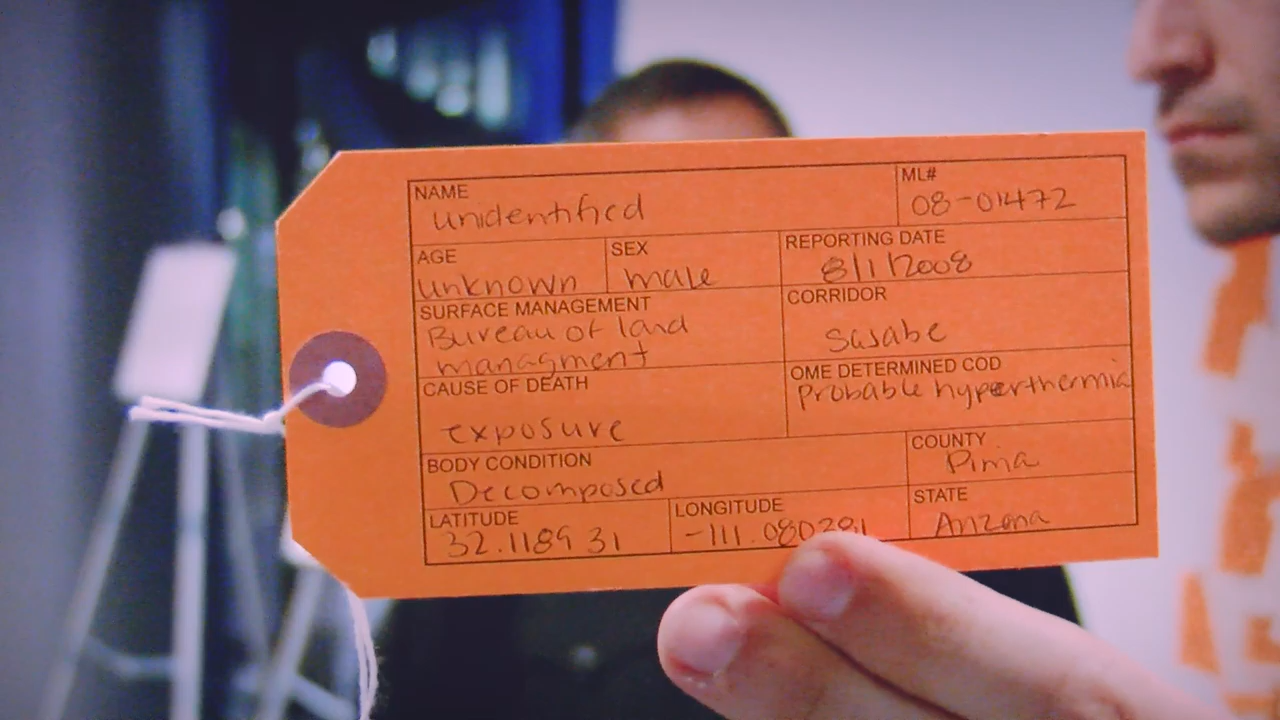 NAME
unidentified
ML#
08-01472
AGE
unknown
SEX
male
REPORTING DATE
8/1/2008
SURFACE MANAGEMENT
Bureau of land
managment
CORRIDOR
Sasabe
CAUSE OF DEATH
exposure
OME DETERMINED COD
Probable hyperthermia
BODY CONDITION
Decomposed
COUNTY
Pima
LATITUDE
32.118931
LONGITUDE
-111.080291
STATE
Arizona